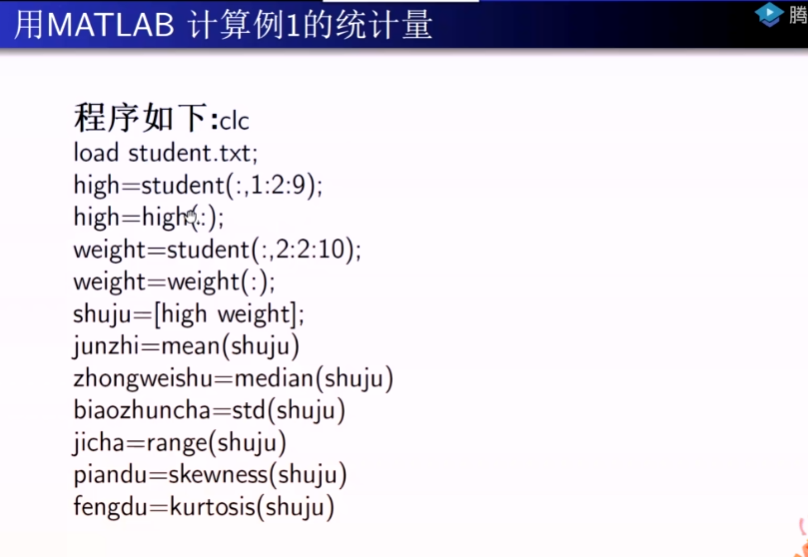 用MATLAB 计算例1的统计量
腾
程序如下:clc
load student.txt;
high=student(:,1:2:9);
high=high(:);
weight=student(:,2:2:10);
weight=weight(:);
shuju=[high weight];
junzhi=mean(shuju)
zhongweishu=median(shuju)
biaozhuncha=std(shuju)
jicha=range(shuju)
piandu=skewness(shuju)
fengdu=kurtosis(shuju)